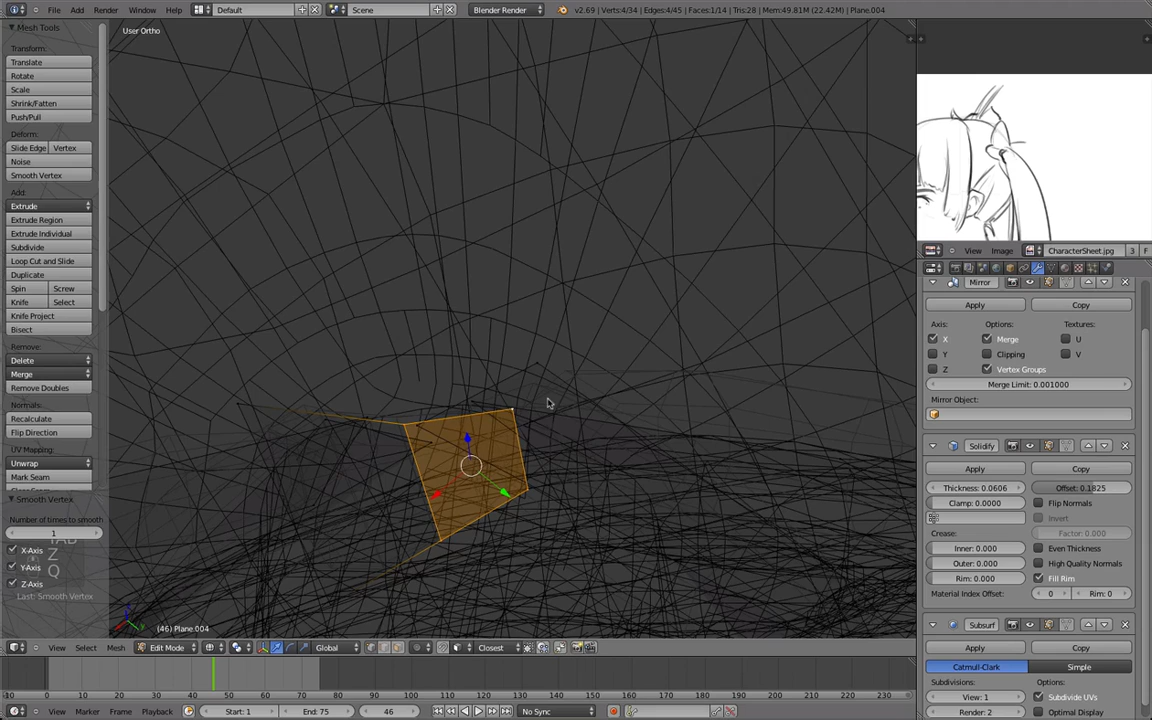 File Add Render Window Help Default Scene Blender Render v2.69 | Verts:4/34 | Edges:4/45 | Faces:1/14 | Tris:28 | Mem:49.81M (22.42M) | Plane.004
Mesh Tools
User Ortho
Transform:
Translate
Rotate
Scale
Shrink/Fatten
Push/Pull
Deform:
Slide Edge Vertex
Noise
Smooth Vertex
Add:
Extrude
Extrude Region
Extrude Individual
Subdivide
Loop Cut and Slide
Duplicate
Spin Screw
Knife Select
Knife Project
Bisect
Remove:
Delete
Merge
Remove Doubles
Normals:
Recalculate
Flip Direction
UV Mapping:
Unwrap
Mark Seam
Smooth Vertex
Number of times to smooth
1
X-Axis
Y-Axis
Z-Axis
TAB
Z
Q
Last: Smooth Vertex
(46) Plane.004
View Image CharacterSheet.jpg 3 F
Mirror
Apply Copy
Axis: Options: Textures:
X Merge U
Y Clipping V
Z Vertex Groups
Merge Limit: 0.001000
Mirror Object:
Solidify
Apply Copy
Thickness: 0.0606 Offset: 0.1825
Clamp: 0.0000 Flip Normals
Invert
Crease: Factor: 0.000
Inner: 0.000 Even Thickness
Outer: 0.000 High Quality Normals
Rim: 0.000 Fill Rim
Material Index Offset: 0 Rim: 0
Subsurf
Apply Copy
Catmull-Clark Simple
Subdivisions: Options:
View: 1 Subdivide UVs
Render: 2 Optimal Display
View Select Mesh Edit Mode Global Closest
-10 0 10 20 30 40 50 60 70 80 90 100 110 120 130 140 150 160 170 180 190 200 210 220 230
View Marker Frame Playback Start: 1 End: 75 46 No Sync